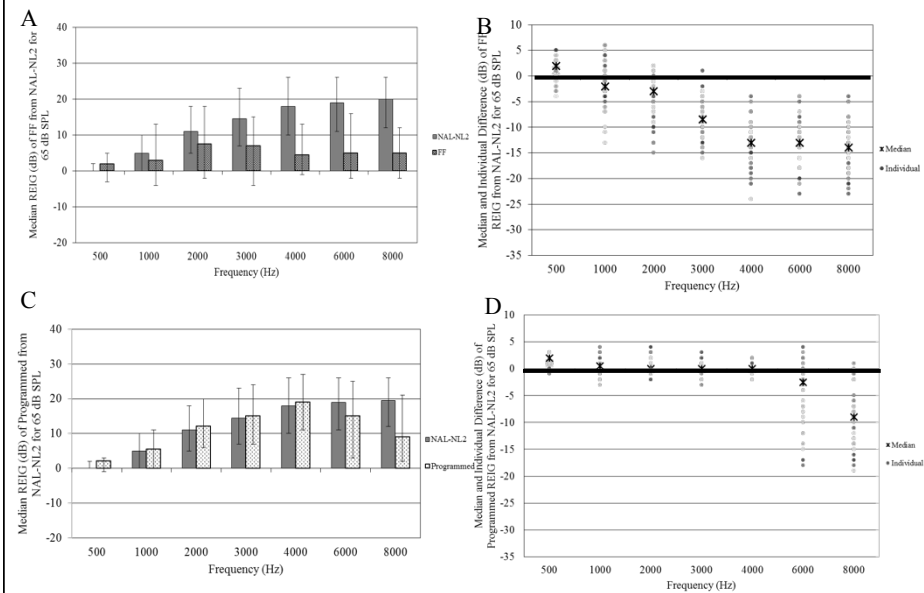 A
Median REIG (dB) of FF from NAL-NL2 for
65 dB SPL
40
30
20
10
0
-10
-20
500 1000 2000 3000 4000 6000 8000
Frequency (Hz)
NAL-NL2
FF
B
Median and Individual Difference (dB) of FF
REIG from NAL-NL2 for 65 dB SPL
10
5
0
-5
-10
-15
-20
-25
-30
-35
500 1000 2000 3000 4000 6000 8000
Frequency (Hz)
Median
Individual
C
Median REIG (dB) of Programmed from
NAL-NL2 for 65 dB SPL
40
30
20
10
0
-10
-20
500 1000 2000 3000 4000 6000 8000
Frequency (Hz)
NAL-NL2
Programmed
D
Median and Individual Difference (dB) of
Programmed REIG from NAL-NL2 for 65 dB SPL
10
5
0
-5
-10
-15
-20
-25
-30
-35
500 1000 2000 3000 4000 6000 8000
Frequency (Hz)
Median
Individual